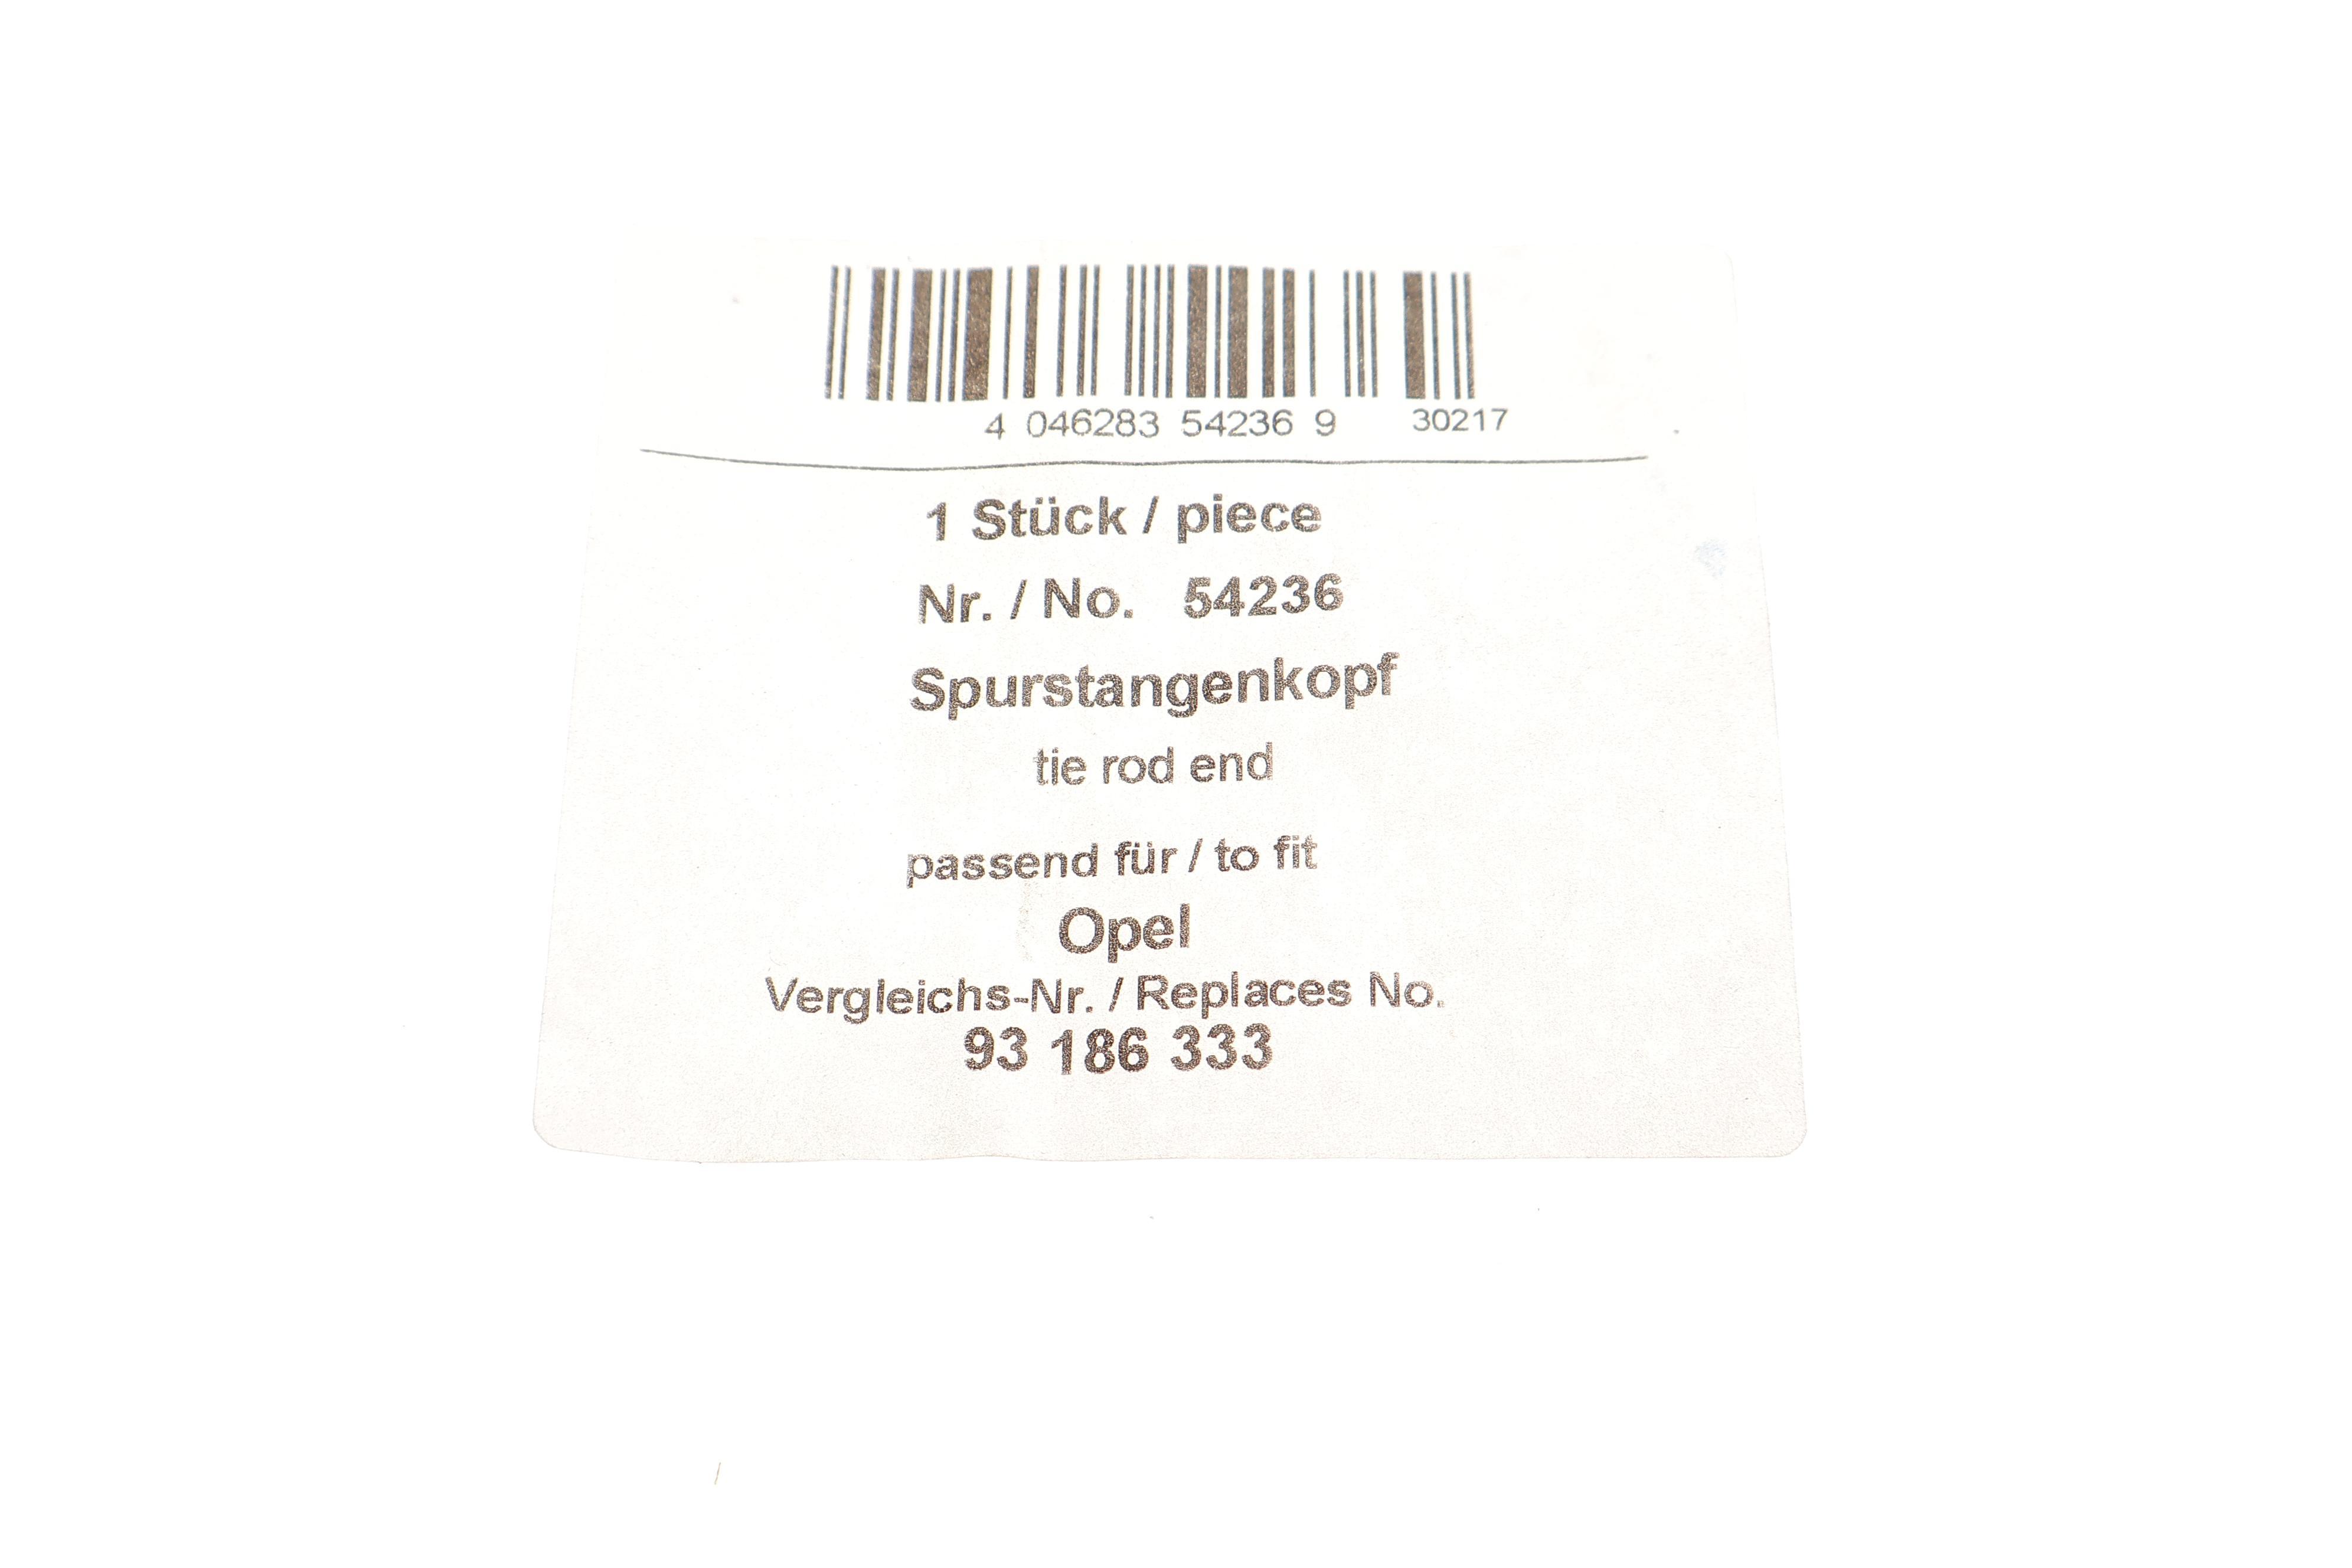 4 046283 54236 9 30217
1 Stück / piece
Nr. / No. 54236
Spurstangenkopf
tie rod end
passend für / to fit
Opel
Vergleichs-Nr. / Replaces No.
93 186 333